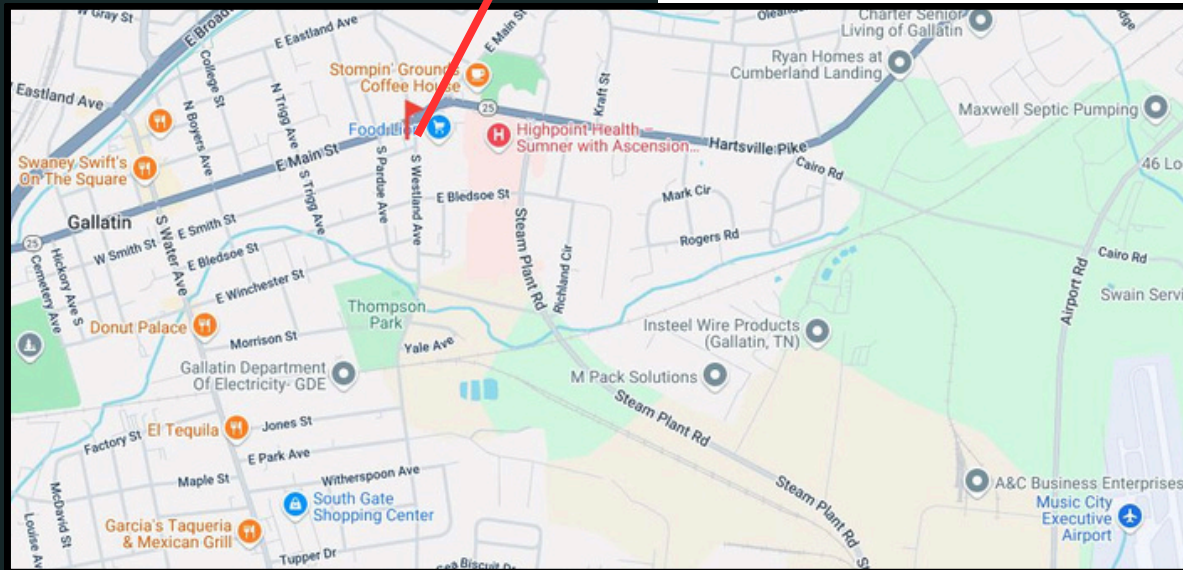 W Gray St
E Broad
E Eastland Ave
College St
N Trigg Ave
N Boyers Ave
Eastland Ave
E Main St
Stompin' Grounds
Coffee House
Kraft St
Charter Senior
Living of Gallatin
Ryan Homes at
Cumberland Landing
Maxwell Septic Pumping
25
Food Lion
H
Highpoint Health –
Sumner with Ascension...
Hartsville Pike
Cairo Rd
46 Lo
Swaney Swift's
On The Square
E Main St
S Trigg Ave
S Pardue Ave
S Westland Ave
E Bledsoe St
Mark Cir
Gallatin
25
S Water Ave
E Smith St
W Smith St
E Bledsoe St
Steam Plant Rd
Rogers Rd
Richland Cir
Cairo Rd
Airport Rd
Swain Servi
Hickory Ave S
Cemetery Ave
E Winchester St
Thompson
Park
Donut Palace
Morrison St
Yale Ave
Insteel Wire Products
(Gallatin, TN)
Gallatin Department
Of Electricity- GDE
M Pack Solutions
Steam Plant Rd
El Tequila
Jones St
Factory St
E Park Ave
Maple St
Witherspoon Ave
McDavid St
Louise Av
South Gate
Shopping Center
Steam Plant Rd
A&C Business Enterprises
Music City
Executive
Airport
Garcia's Taqueria
& Mexican Grill
Tupper Dr